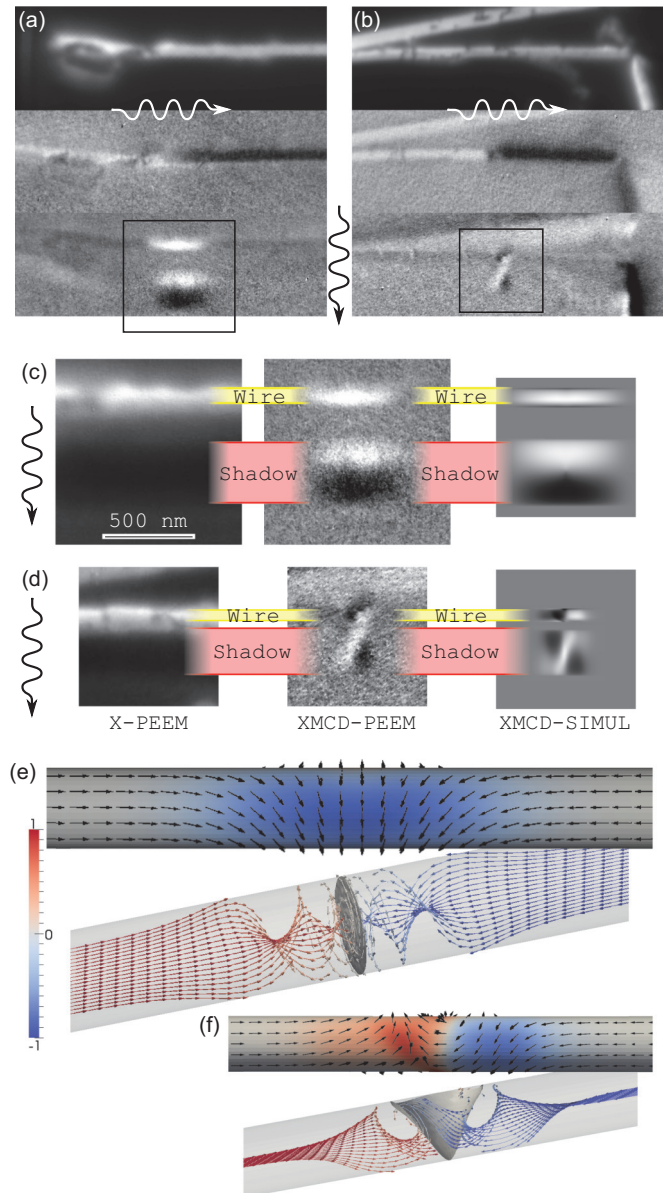 (a)
(b)
(c)
Wire
Wire
Shadow
Shadow
500 nm
(d)
Wire
Wire
Shadow
Shadow
X-PEEM
XMCD-PEEM
XMCD-SIMUL
(e)
1
0
-1
(f)